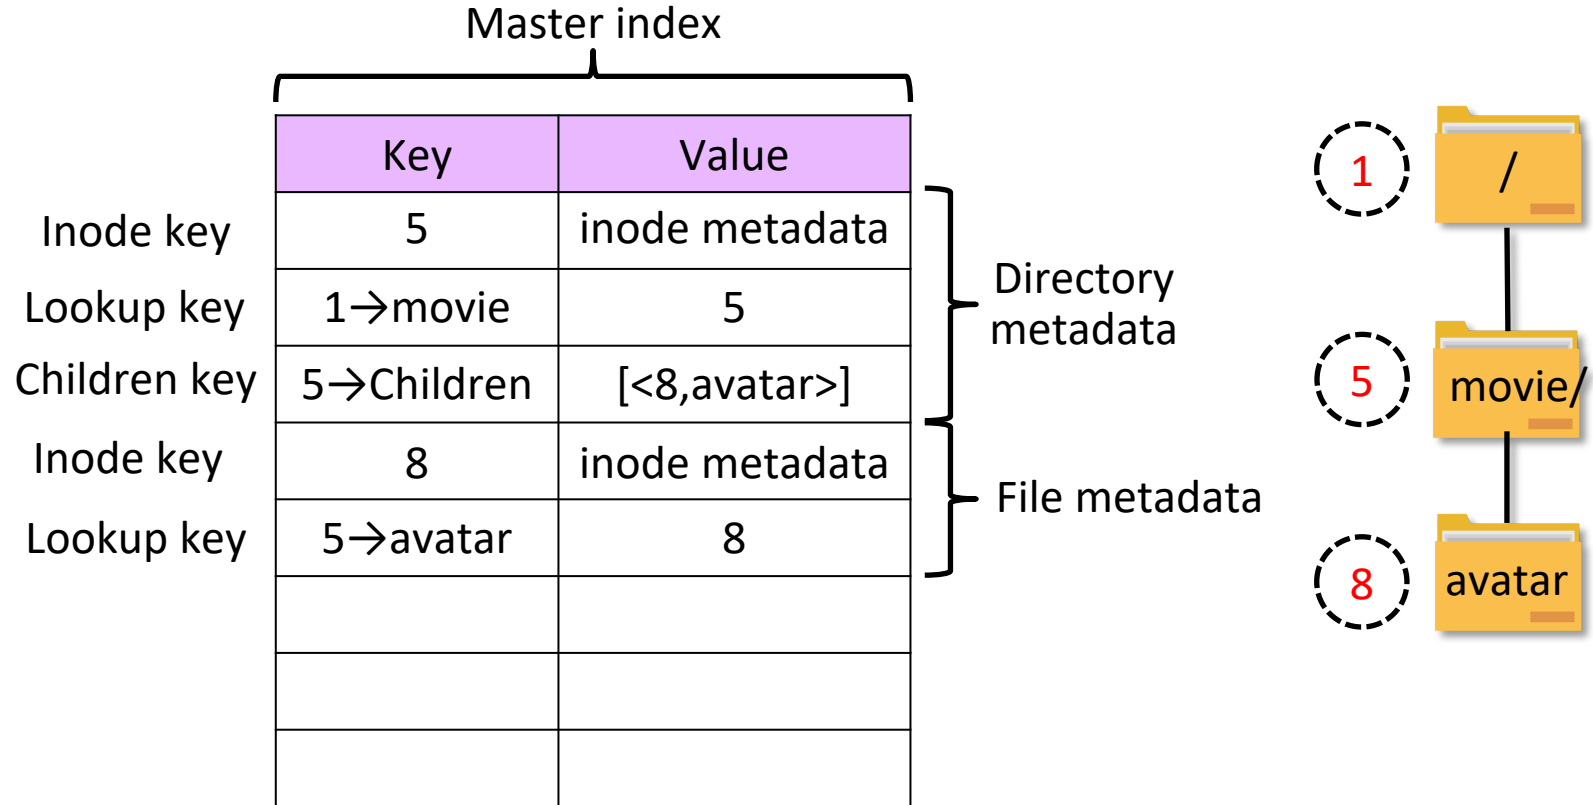 Master index
Key Value
Inode key 5 inode metadata
Lookup key 1→movie 5
Children key 5→Children [<8,avatar>]
Inode key 8 inode metadata
Lookup key 5→avatar 8
Directory
metadata
File metadata
1 /
5 movie/
8 avatar